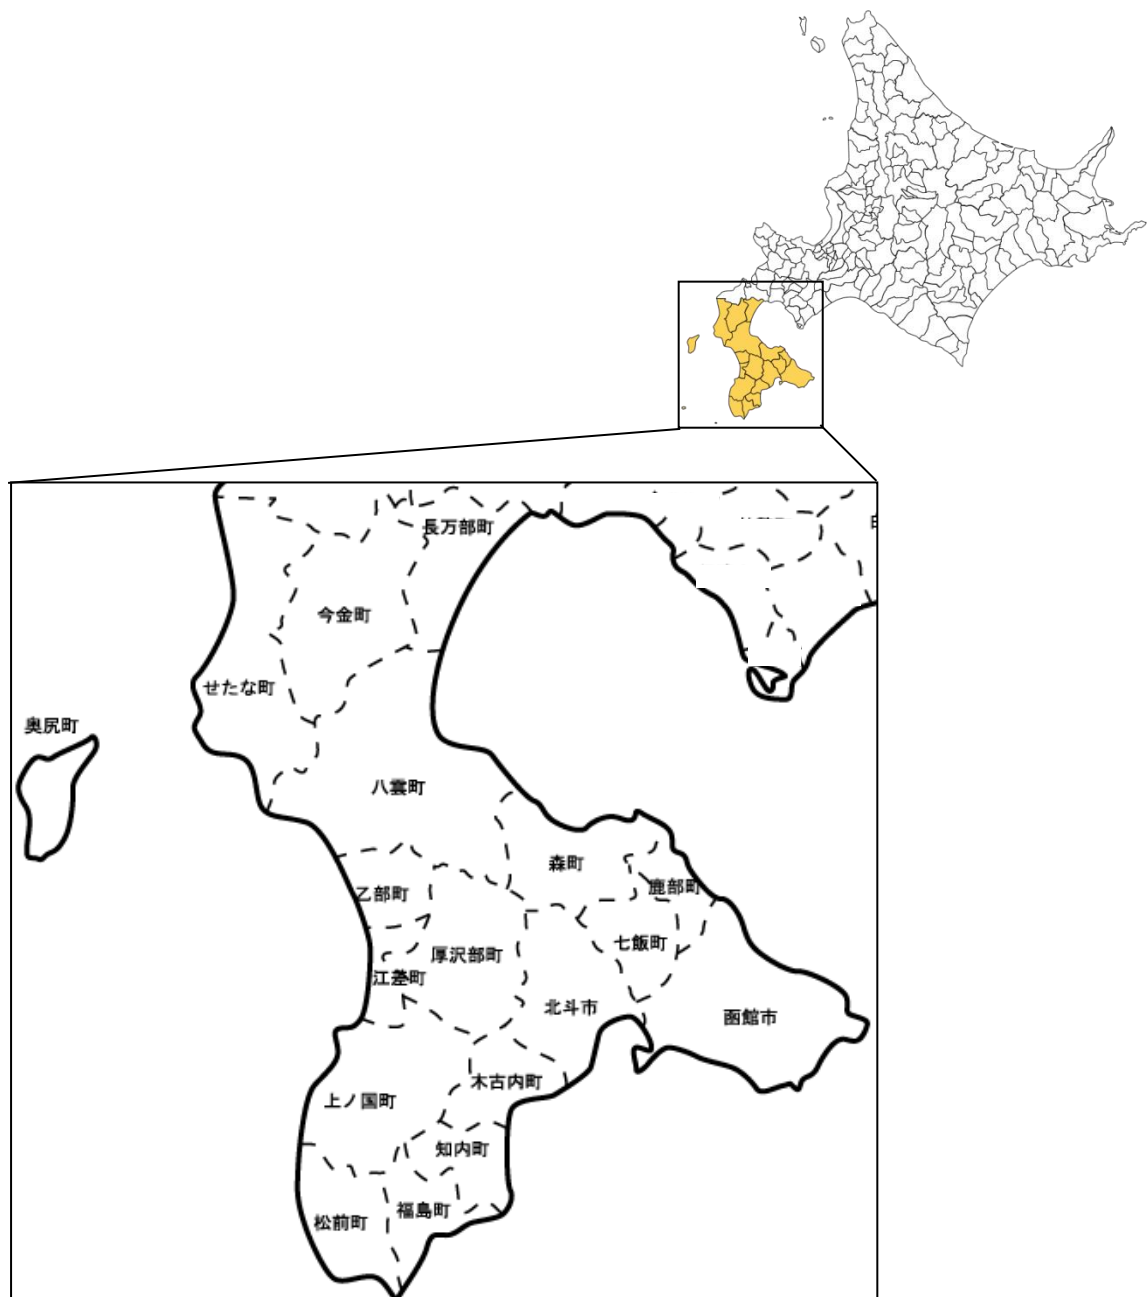 長万部町
今金町
せたな町
奥尻町
八雲町
森町
鹿部町
乙部町
七飯町
厚沢部町
江差町
北斗市
函館市
木古内町
上ノ国町
知内町
福島町
松前町